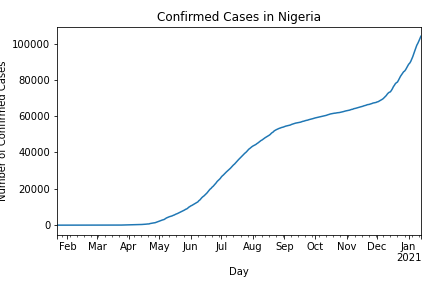 Confirmed Cases in Nigeria
100000
80000
60000
40000
20000
0
Number of Confirmed Cases
Feb Mar Apr May Jun Jul Aug Sep Oct Nov Dec Jan
2021
Day